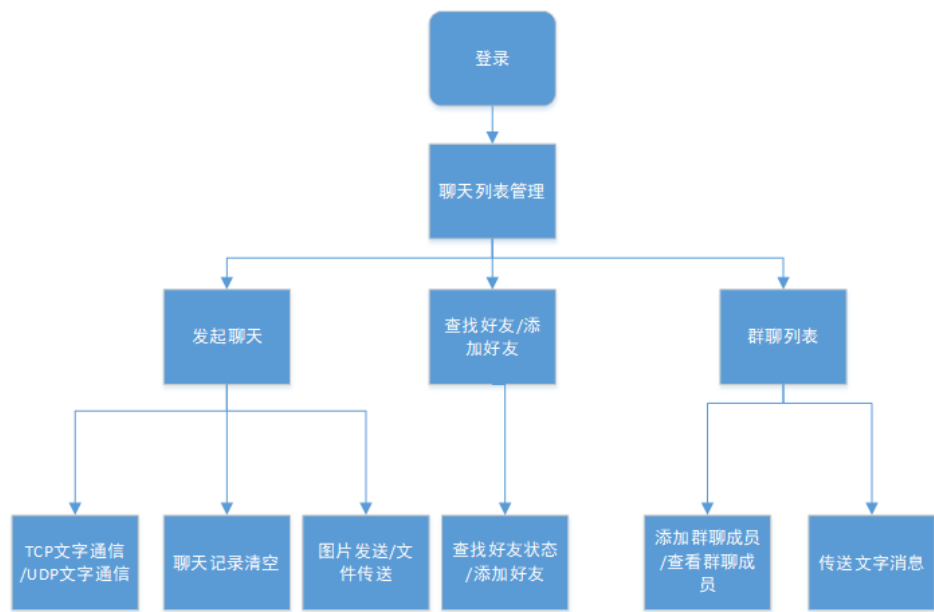 登录
聊天列表管理
发起聊天
查找好友/添
加好友
群聊列表
TCP文字通信
/UDP文字通信
聊天记录清空
图片发送/文
件传送
查找好友状态
/添加好友
添加群聊成员
/查看群聊成
员
传送文字消息